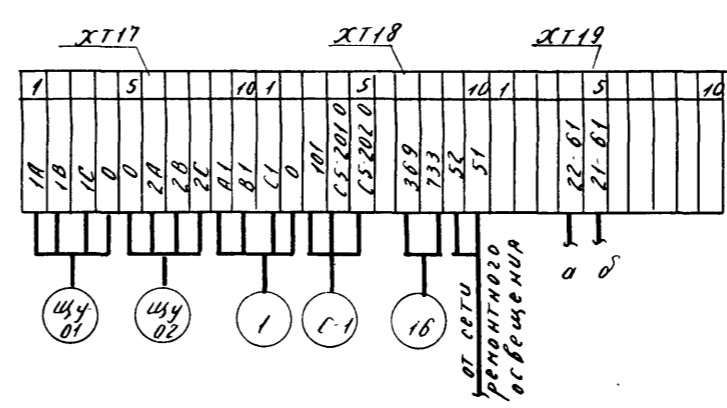 ХТ17 ХТ18 ХТ19
1 5 10 1 5 10 1 5 10
1А
1В
1С
0
0
2А
2В
2С
А1
В1
С1
0
101
С5-201 0
С5-202 0
369
733
52
51
22-61
21-61
ЩУ
01
ЩУ
02
1
С-1
16
от сети
ремонтного
освещения
а
б